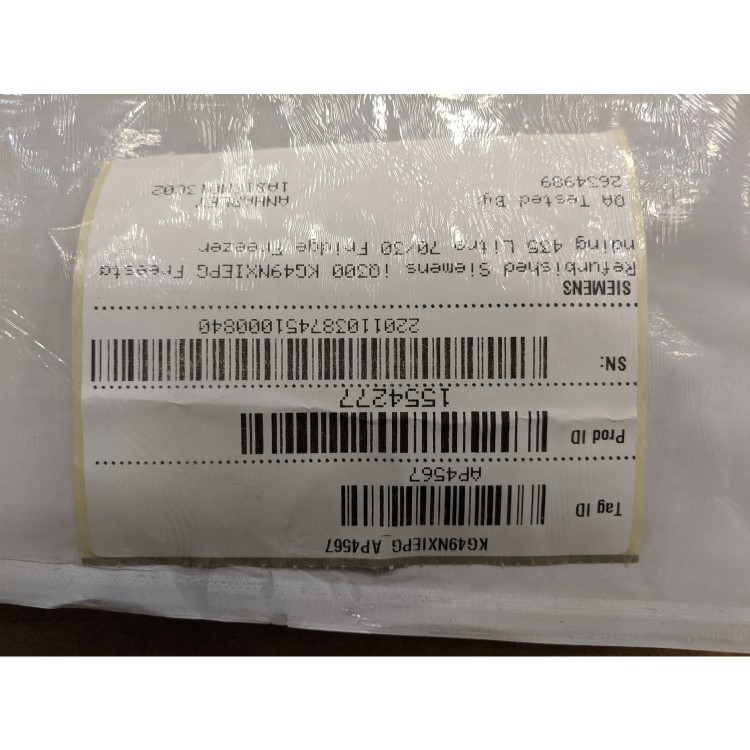 KG49NXIEPG_AP4567
Tag ID
AP4567
Prod ID
1554277
SN:
220110387451000840
SIEMENS
Refurbished Siemens iQ300 KG49NXIEPG Freesta
nding 435 Litre 70/30 Fridge Freezer
QA Tested By:
2634989